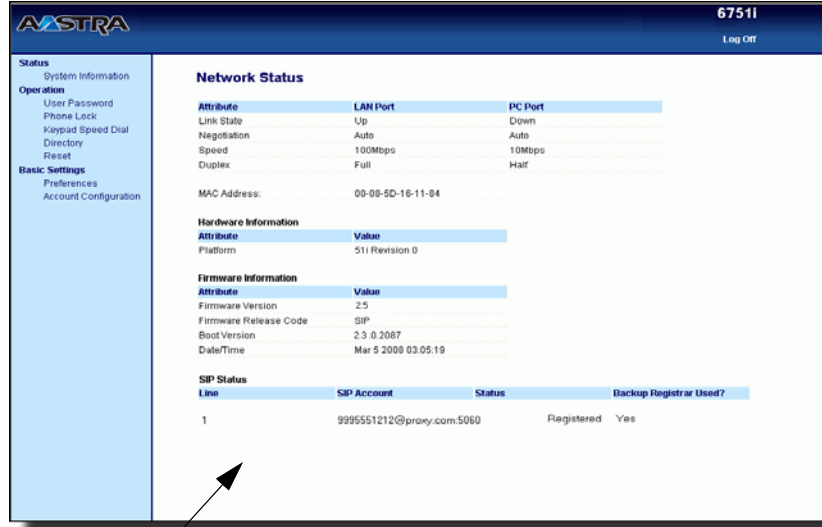 AASTRA
6751i
Log Off
Status
System Information
Operation
User Password
Phone Lock
Keypad Speed Dial
Directory
Reset
Basic Settings
Preferences
Account Configuration
Network Status
Attribute LAN Port PC Port
Link State Up Down
Negotiation Auto Auto
Speed 100Mbps 10Mbps
Duplex Full Half
MAC Address: 00-08-5D-16-11-84
Hardware Information
Attribute Value
Platform 51i Revision 0
Firmware Information
Attribute Value
Firmware Version 2.5
Firmware Release Code SIP
Boot Version 2.3.0.2087
Date/Time Mar 5 2008 03:05:19
SIP Status
Line SIP Account Status Backup Registrar Used?
1 9995551212@proxy.com:5060 Registered Yes